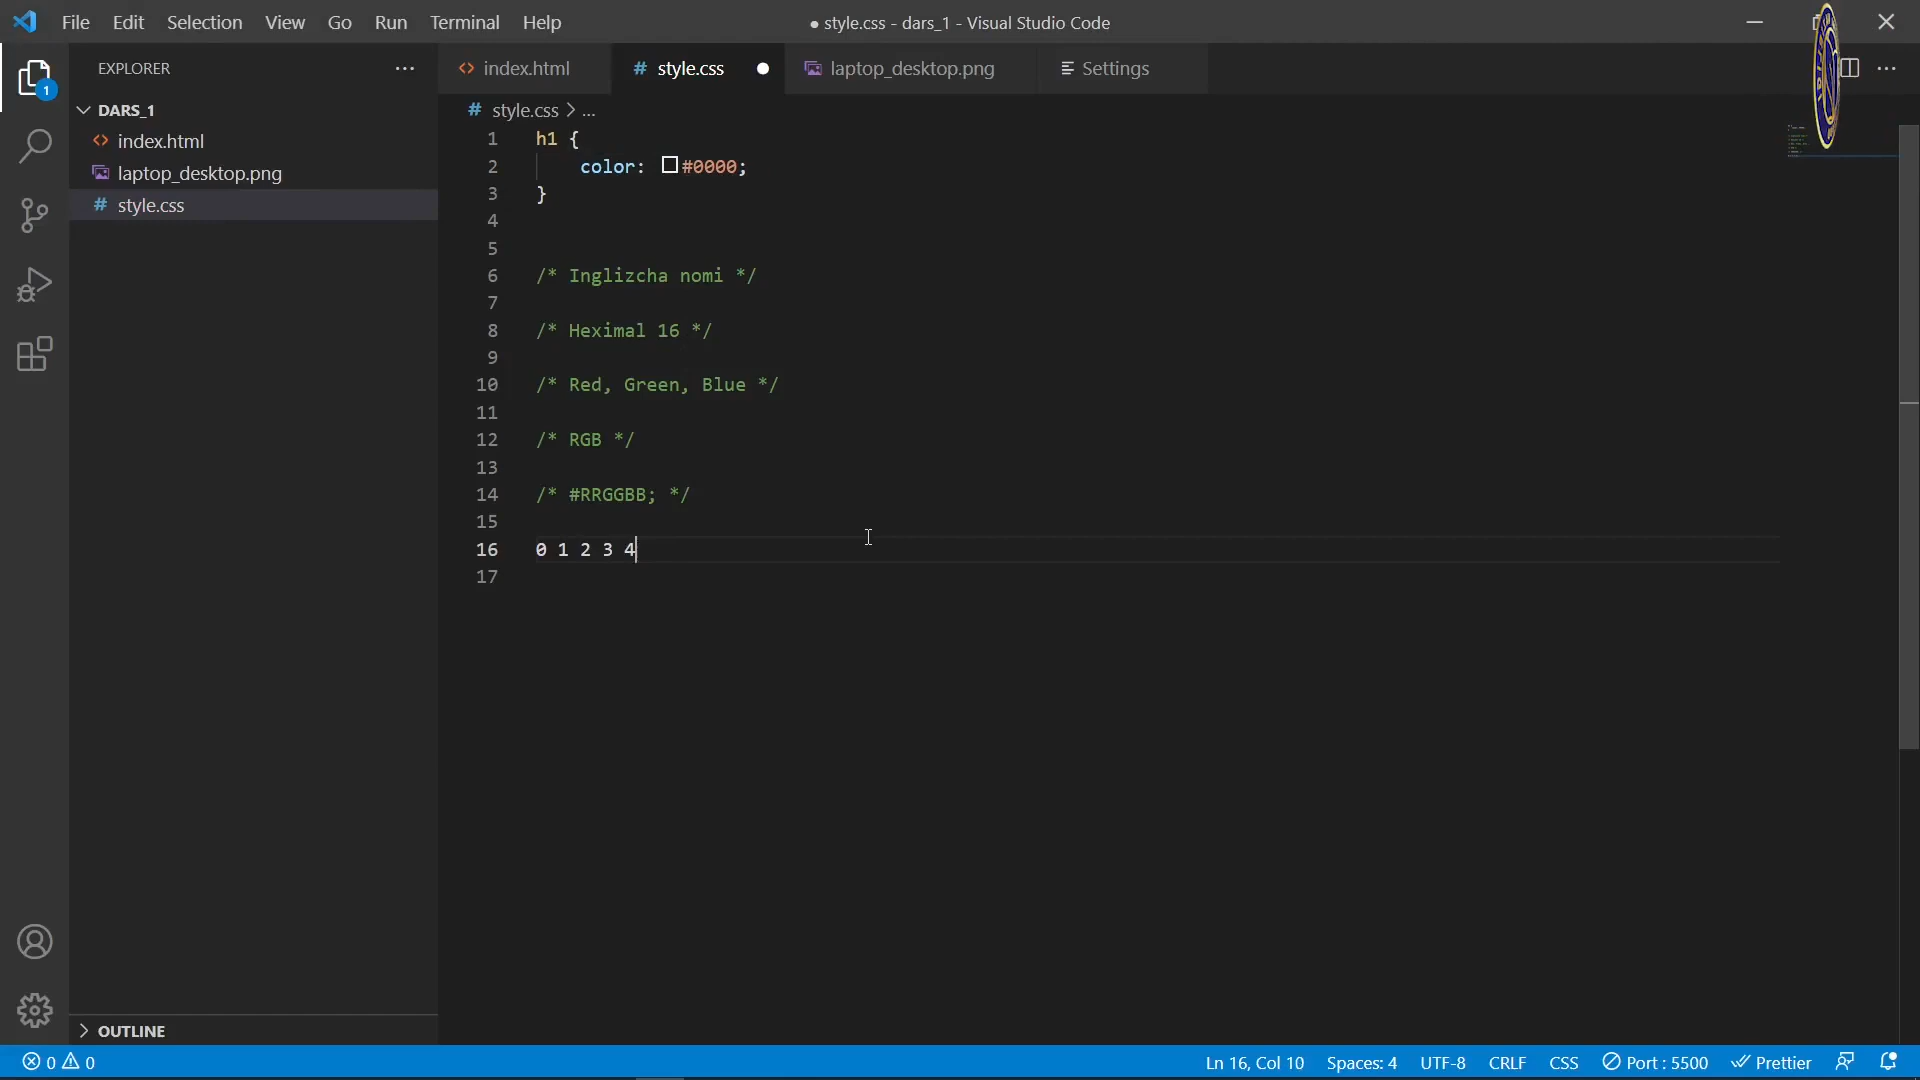 File Edit Selection View Go Run Terminal Help
● style.css - dars_1 - Visual Studio Code
EXPLORER
index.html
# style.css
laptop_desktop.png
Settings
1
DARS_1
index.html
laptop_desktop.png
# style.css
# style.css > ...
1 h1 {
2 color: #0000;
3 }
4
5
6 /* Inglizcha nomi */
7
8 /* Heximal 16 */
9
10 /* Red, Green, Blue */
11
12 /* RGB */
13
14 /* #RRGGBB; */
15
16 0 1 2 3 4
17
OUTLINE
0 0
Ln 16, Col 10 Spaces: 4 UTF-8 CRLF CSS Port : 5500 Prettier